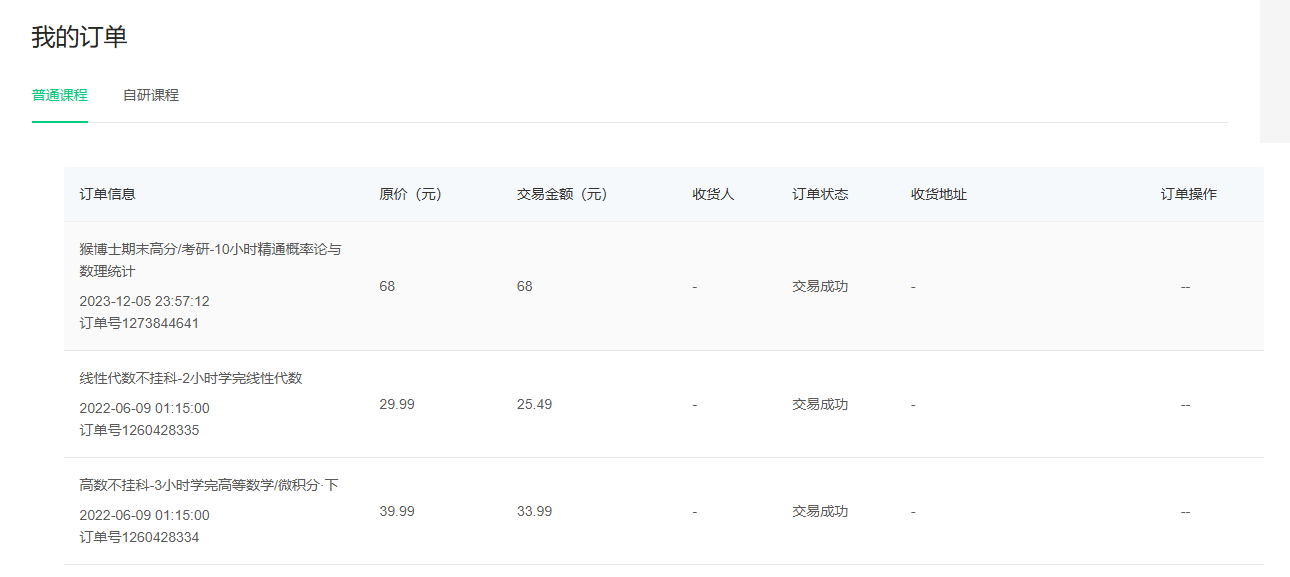 我的订单
普通课程 自研课程
订单信息 原价（元） 交易金额（元） 收货人 订单状态 收货地址 订单操作
猴博士期末高分/考研-10小时精通概率论与
数理统计
2023-12-05 23:57:12
订单号1273844641
68 68 - 交易成功 - --
线性代数不挂科-2小时学完线性代数
2022-06-09 01:15:00
订单号1260428335
29.99 25.49 - 交易成功 - --
高数不挂科-3小时学完高等数学/微积分·下
2022-06-09 01:15:00
订单号1260428334
39.99 33.99 - 交易成功 - --